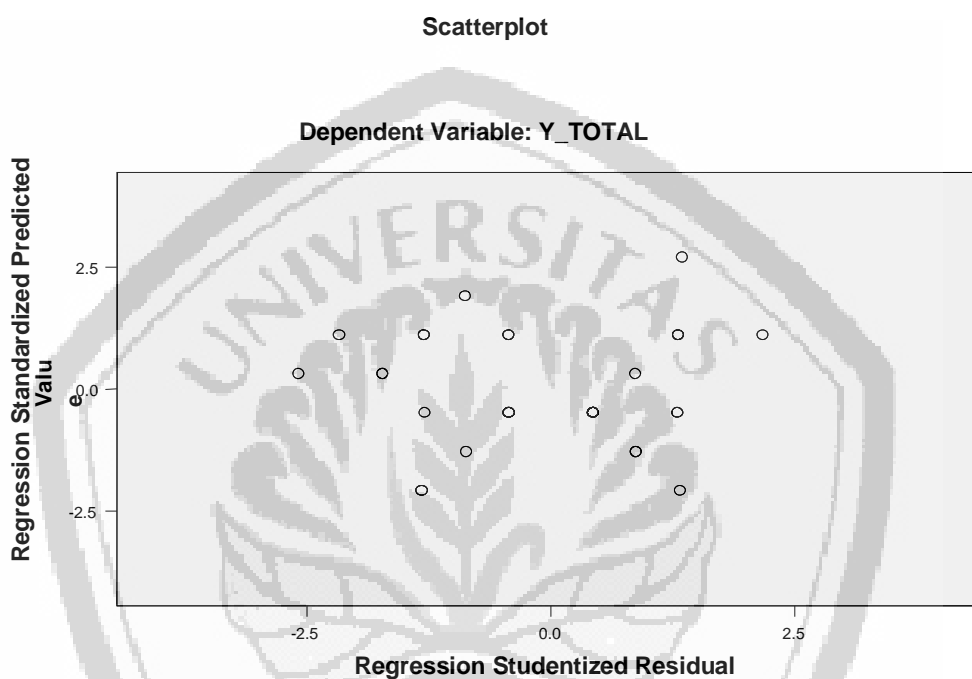 Scatterplot
Dependent Variable: Y_TOTAL
UNIVERSITAS
Regression Standardized Predicted
Valu
e
2.5
0.0
-2.5
-2.5
0.0
2.5
Regression Studentized Residual